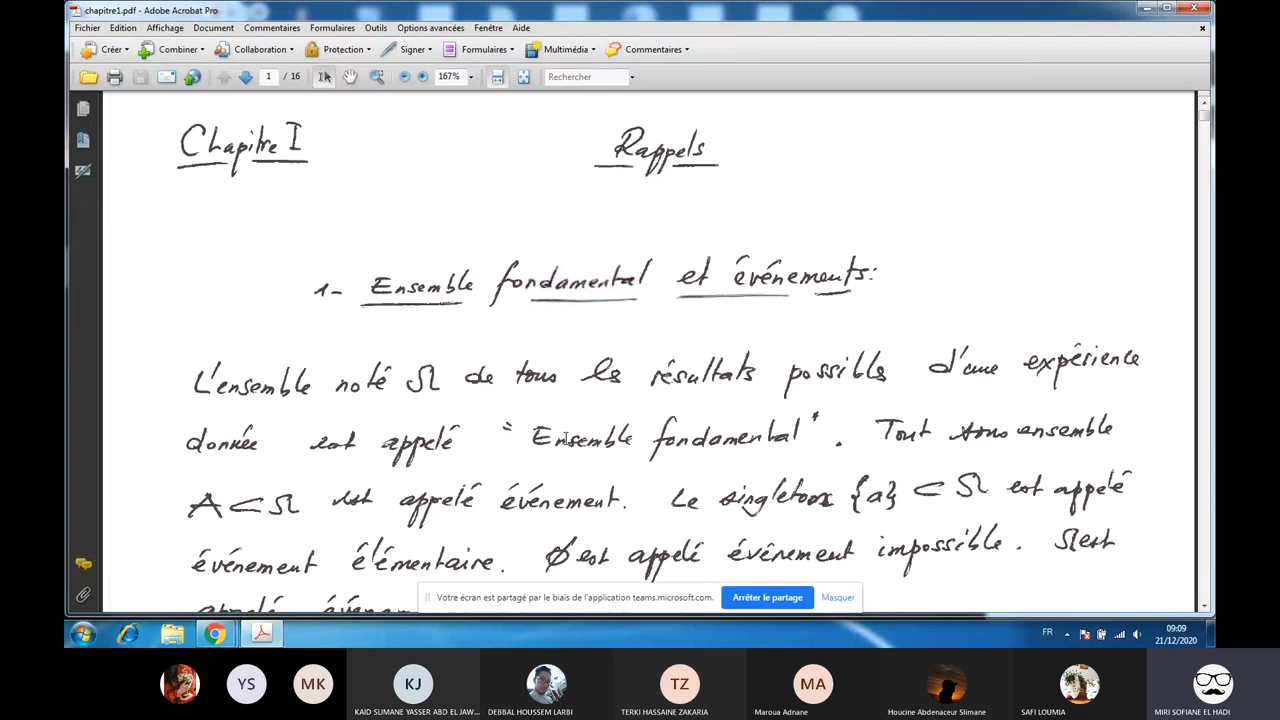 chapitre1.pdf - Adobe Acrobat Pro
Fichier Edition Affichage Document Commentaires Formulaires Outils Options avancées Fenêtre Aide
Créer Combiner Collaboration Protection Signer Formulaires Multimédia Commentaires
1 / 16 167% Rechercher
Chapitre I Rappels
1- Ensemble fondamental et événements:
L'ensemble noté Ω de tous les résultats possibles d'une expérience
donnée est appelé "Ensemble fondamental". Tout sous ensemble
A ⊂ Ω est appelé événement. Le singleton {a} ⊂ Ω est appelé
événement élémentaire. Ø est appelé événement impossible. Ω est
appelé
Votre écran est partagé par le biais de l'application teams.microsoft.com. Arrêter le partage Masquer
FR 09:09
21/12/2020
YS MK KJ TZ MA
KAID SLIMANE YASSER ABD EL JAW... DEBBAL HOUSSEM LARBI TERKI HASSAINE ZAKARIA Maroua Adnane Houcine Abdenaceur Slimane SAFI LOUMIA MIRI SOFIANE EL HADI